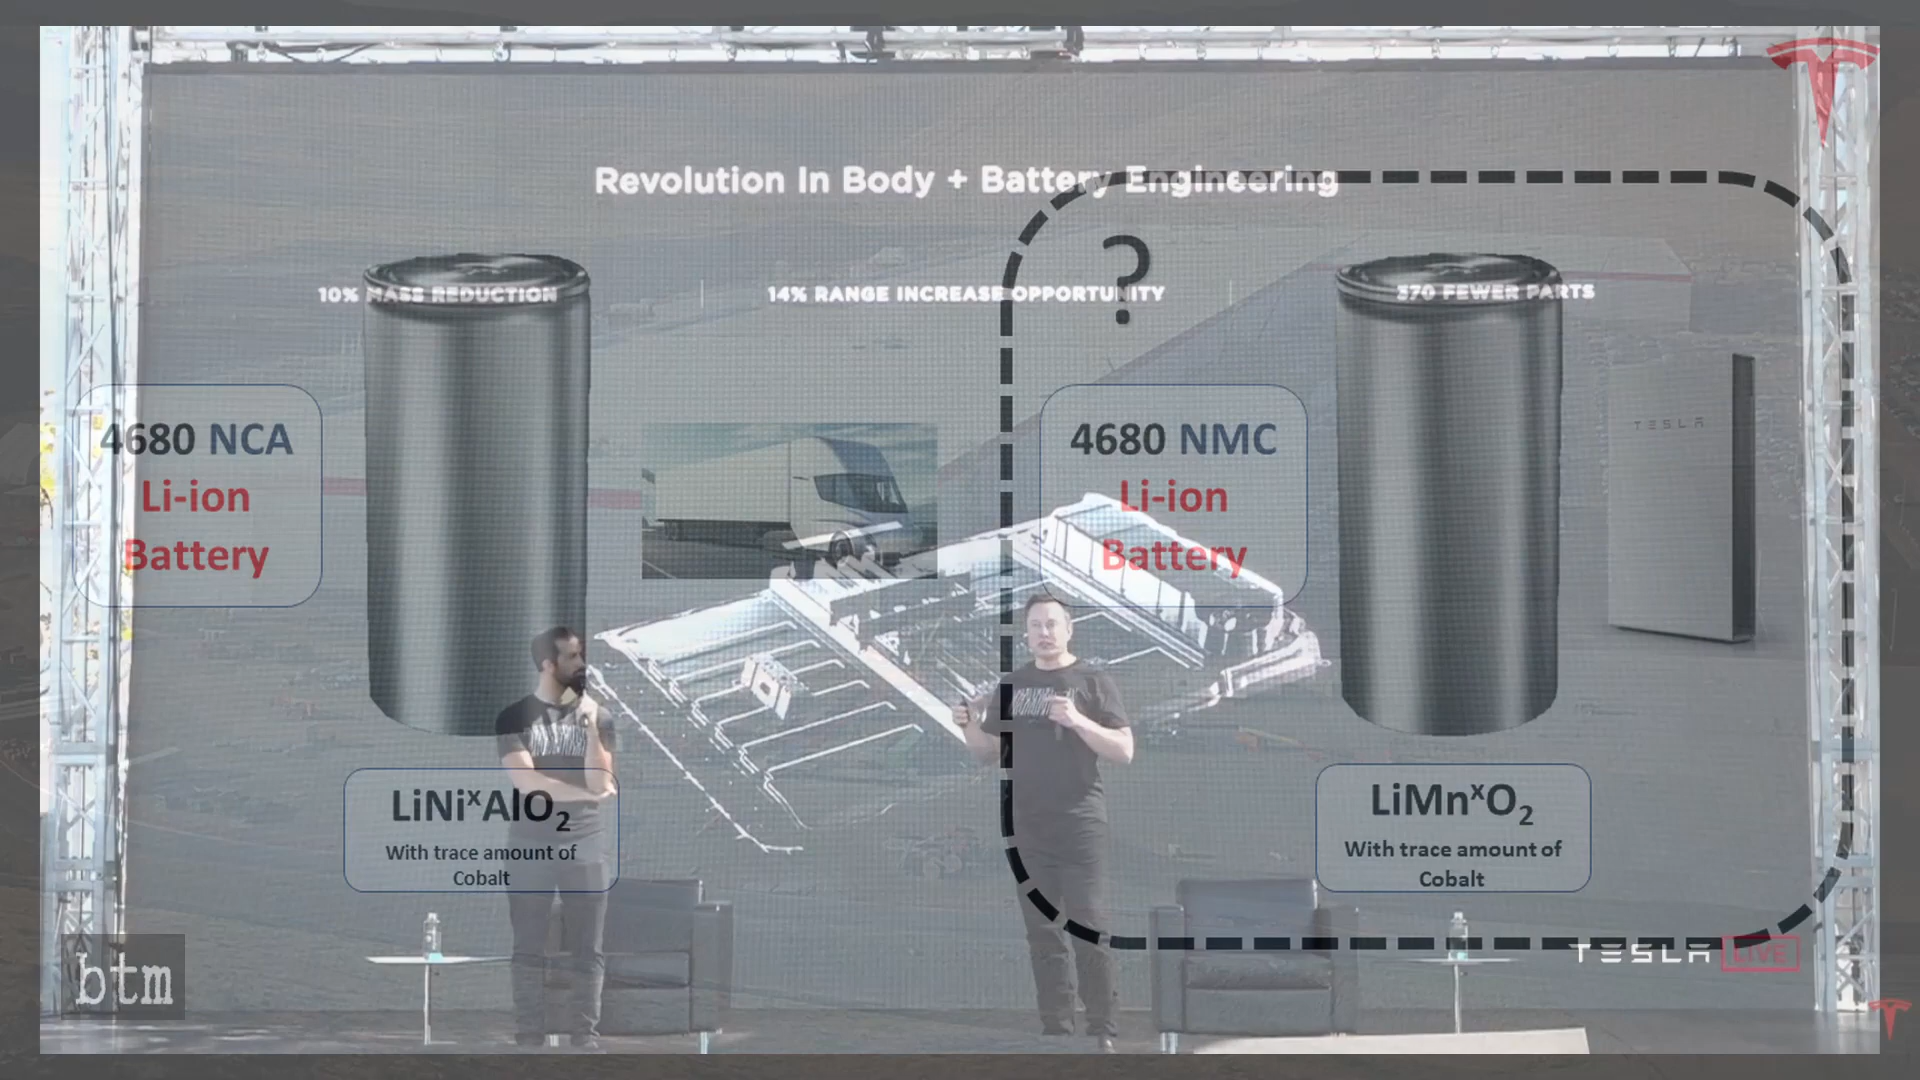 Revolution In Body + Battery Engineering
?
10% MASS REDUCTION
14% RANGE INCREASE OPPORTUNITY
370 FEWER PARTS
4680 NCA
Li-ion
Battery
4680 NMC
Li-ion
Battery
TESLA
LiNiˣAlO₂
With trace amount of
Cobalt
LiMnˣO₂
With trace amount of
Cobalt
btm
TESLA LIVE